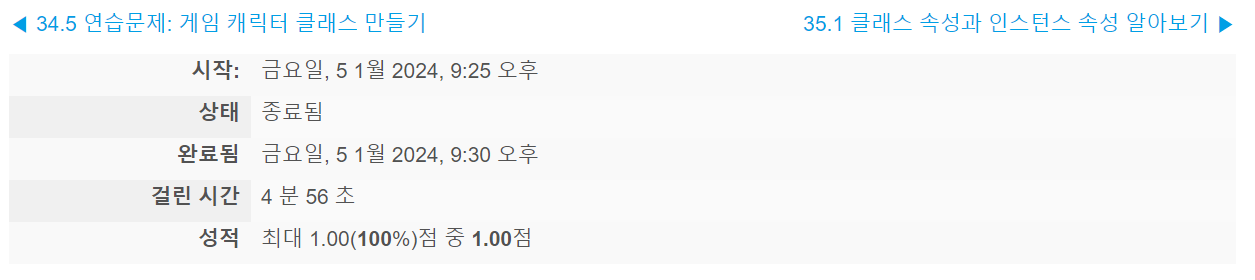 ◀ 34.5 연습문제: 게임 캐릭터 클래스 만들기
35.1 클래스 속성과 인스턴스 속성 알아보기 ▶
시작: 금요일, 5 1월 2024, 9:25 오후
상태 종료됨
완료됨 금요일, 5 1월 2024, 9:30 오후
걸린 시간 4 분 56 초
성적 최대 1.00(100%)점 중 1.00점